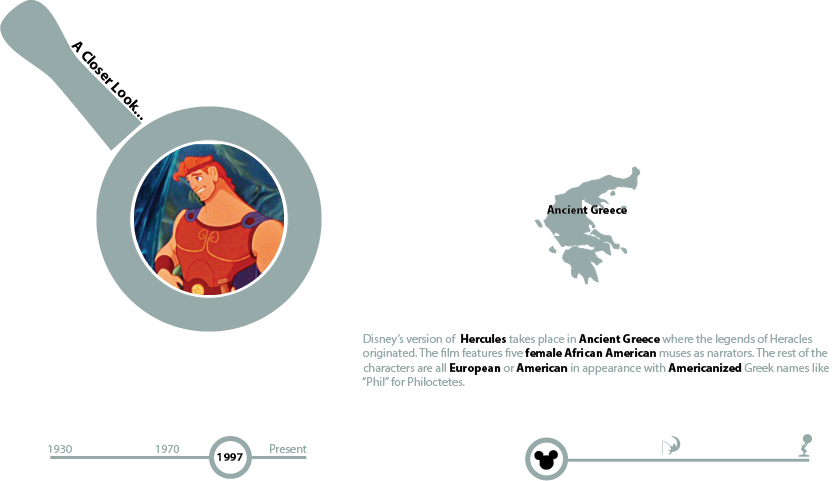 A Closer Look...
Ancient Greece
Disney's version of Hercules takes place in Ancient Greece where the legends of Heracles
originated. The film features five female African American muses as narrators. The rest of the
characters are all European or American in appearance with Americanized Greek names like
“Phil” for Philoctetes.
1930 1970 1997 Present